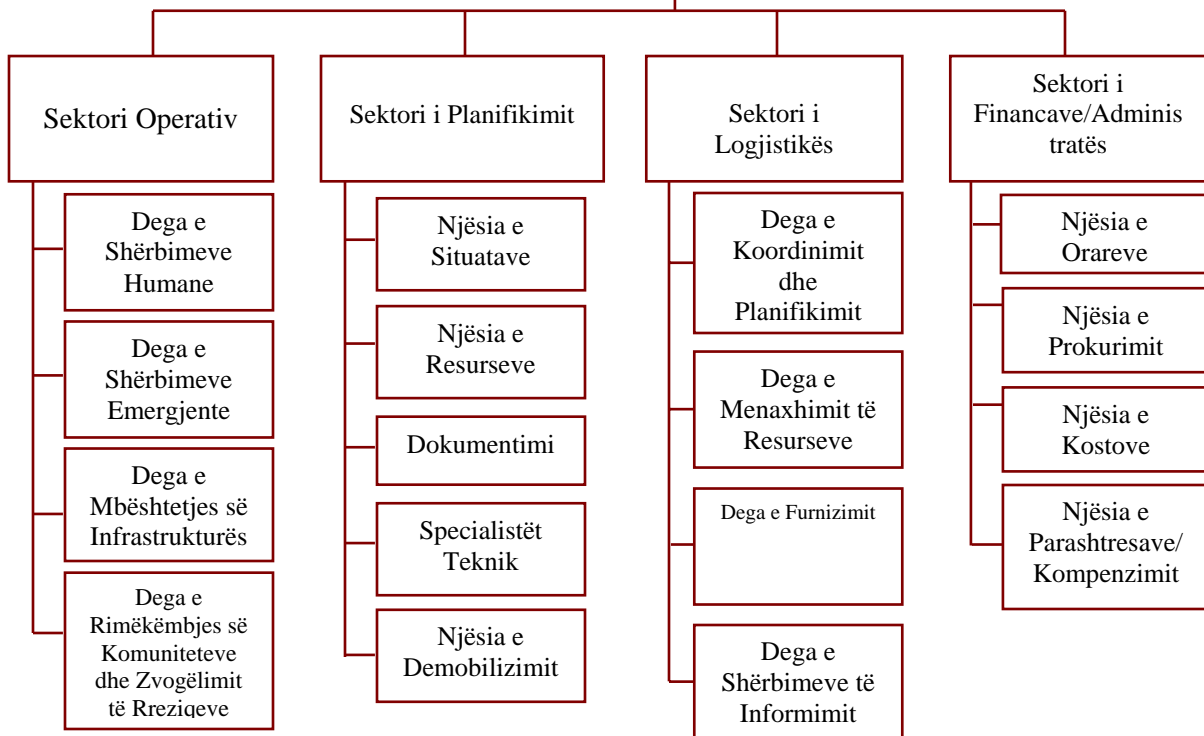 Sektori Operativ
Dega e
Shërbimeve
Humane
Dega e
Shërbimeve
Emergjente
Dega e
Mbështetjes së
Infrastrukturës
Dega e
Rimëkëmbjes së
Komuniteteve
dhe Zvogëlimit
të Rreziqeve
Sektori i Planifikimit
Njësia e
Situatave
Njësia e
Resurseve
Dokumentimi
Specialistët
Teknik
Njësia e
Demobilizimit
Sektori i
Logjistikës
Dega e
Koordinimit
dhe
Planifikimit
Dega e
Menaxhimit të
Resurseve
Dega e Furnizimit
Dega e
Shërbimeve të
Informimit
Sektori i
Financave/Adminis
tratës
Njësia e
Orareve
Njësia e
Prokurimit
Njësia e
Kostove
Njësia e
Parashtresave/
Kompenzimit